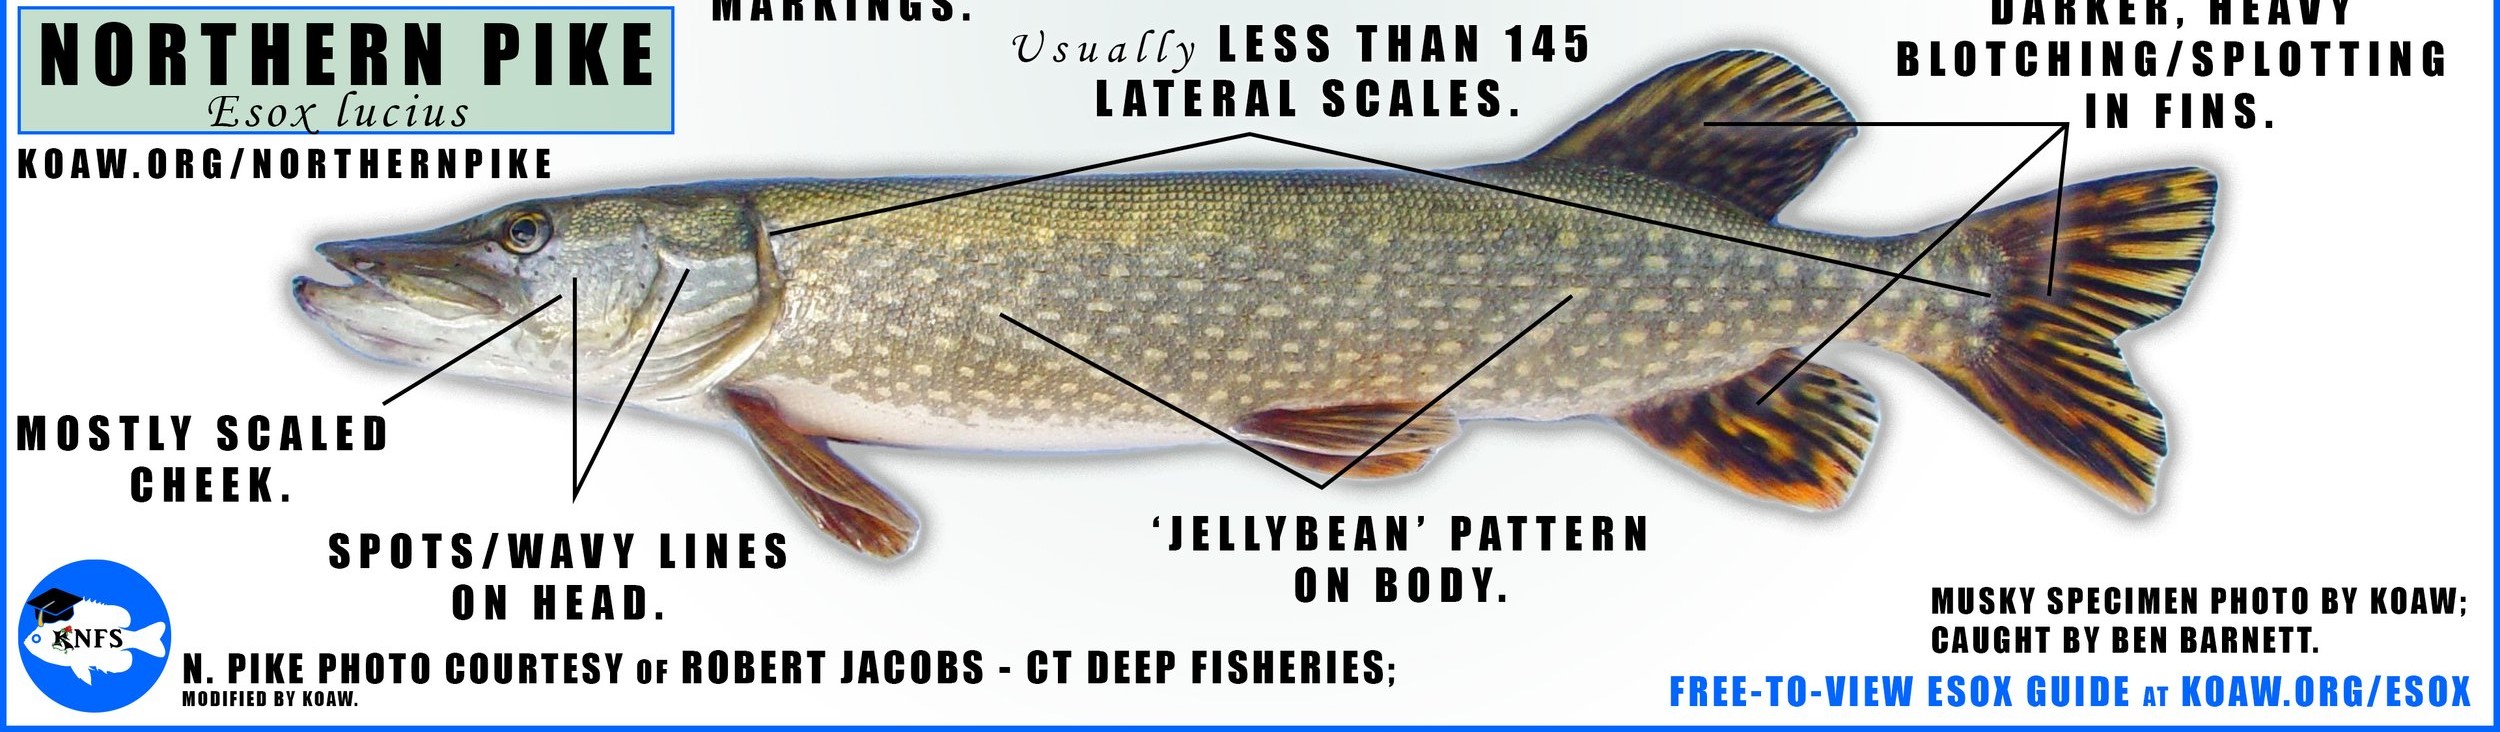 MARKINGS.
DARKER, HEAVY
BLOTCHING/SPLOTTING
IN FINS.
NORTHERN PIKE
Esox lucius
KOAW.ORG/NORTHERNPIKE
Usually LESS THAN 145
LATERAL SCALES.
MOSTLY SCALED
CHEEK.
SPOTS/WAVY LINES
ON HEAD.
‘JELLYBEAN’ PATTERN
ON BODY.
KNFS
N. PIKE PHOTO COURTESY OF ROBERT JACOBS - CT DEEP FISHERIES;
MODIFIED BY KOAW.
MUSKY SPECIMEN PHOTO BY KOAW;
CAUGHT BY BEN BARNETT.
FREE-TO-VIEW ESOX GUIDE AT KOAW.ORG/ESOX